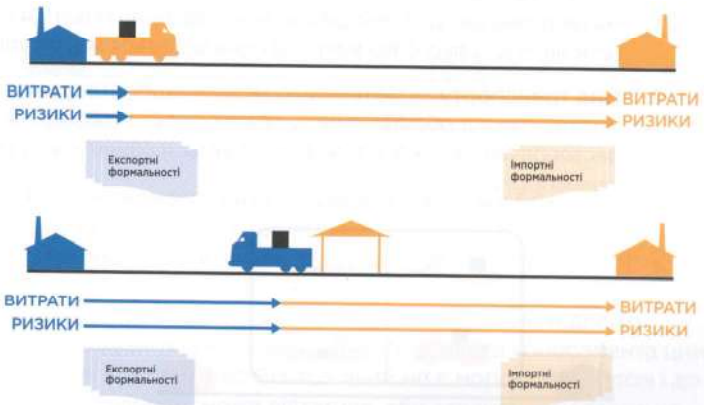 ВИТРАТИ ВИТРАТИ
РИЗИКИ РИЗИКИ
Експортні
формальності
Імпортні
формальності
ВИТРАТИ ВИТРАТИ
РИЗИКИ РИЗИКИ
Експортні
формальності
Імпортні
формальності